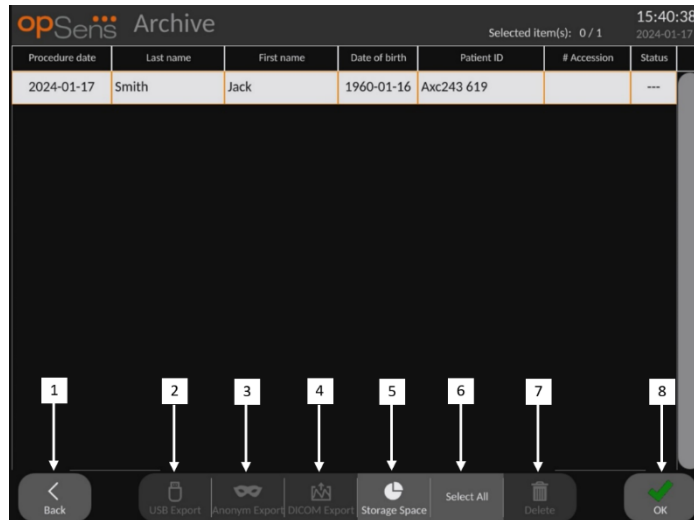 opSens Archive
Selected item(s): 0 / 1
15:40:38
2024-01-17
Procedure date Last name First name Date of birth Patient ID # Accession Status
2024-01-17 Smith Jack 1960-01-16 Axc243 619 ---
1 2 3 4 5 6 7 8
Back USB Export Anonym Export DICOM Export Storage Space Select All Delete OK